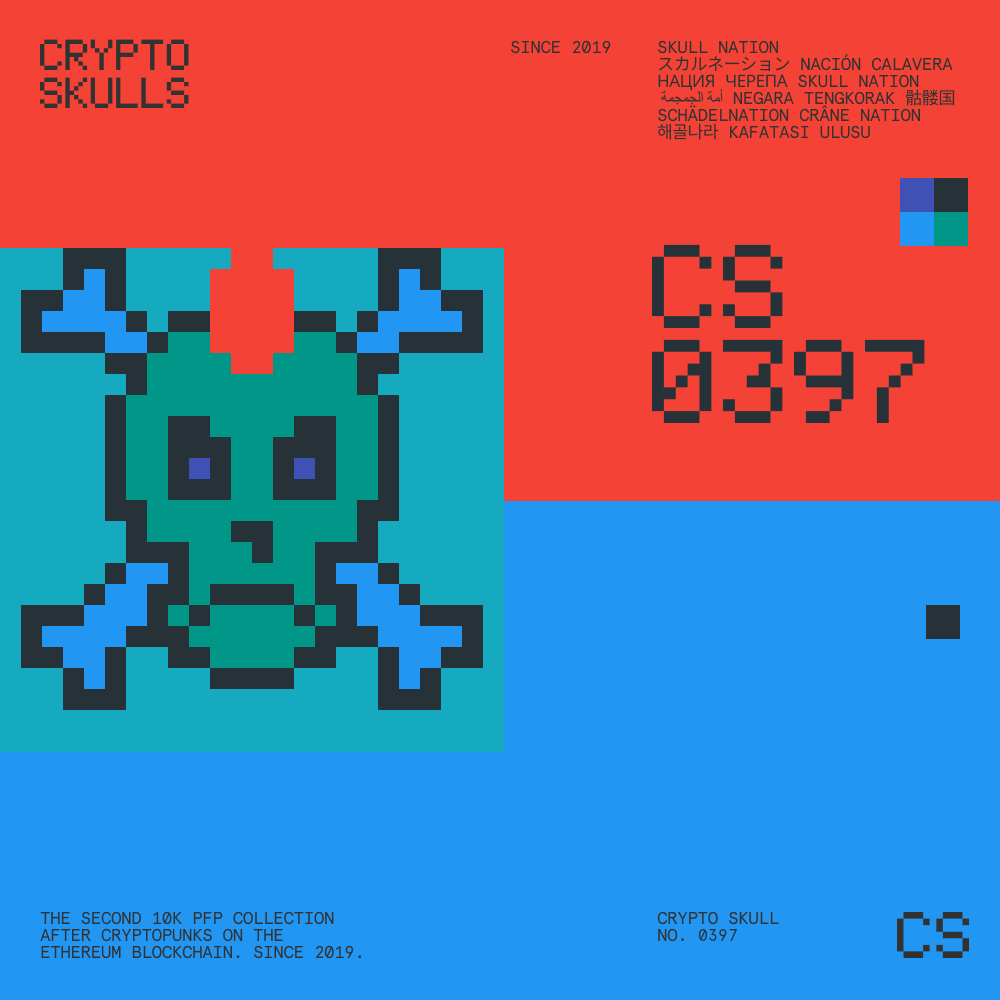 CRYPTO
SKULLS
SINCE 2019
SKULL NATION
スカルネーション NACIÓN CALAVERA
НАЦИЯ ЧЕРЕПА SKULL NATION
أمة الجمجمة NEGARA TENGKORAK 骷髅国
SCHÄDELNATION CRÂNE NATION
해골나라 KAFATASI ULUSU
CS
0397
THE SECOND 10K PFP COLLECTION
AFTER CRYPTOPUNKS ON THE
ETHEREUM BLOCKCHAIN. SINCE 2019.
CRYPTO SKULL
NO. 0397
CS